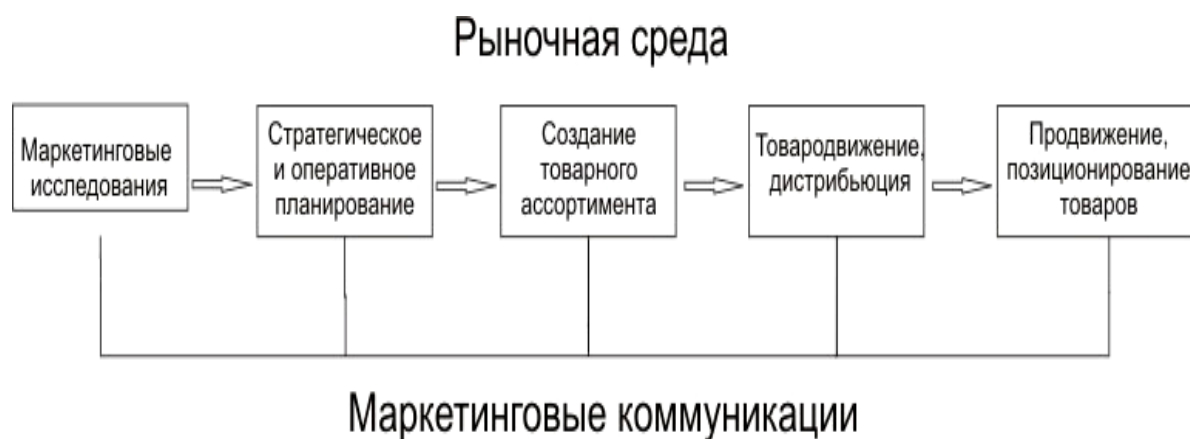 Рыночная среда
Маркетинговые
исследования
Стратегическое
и оперативное
планирование
Создание
товарного
ассортимента
Товародвижение,
дистрибьюция
Продвижение,
позиционирование
товаров
Маркетинговые коммуникации